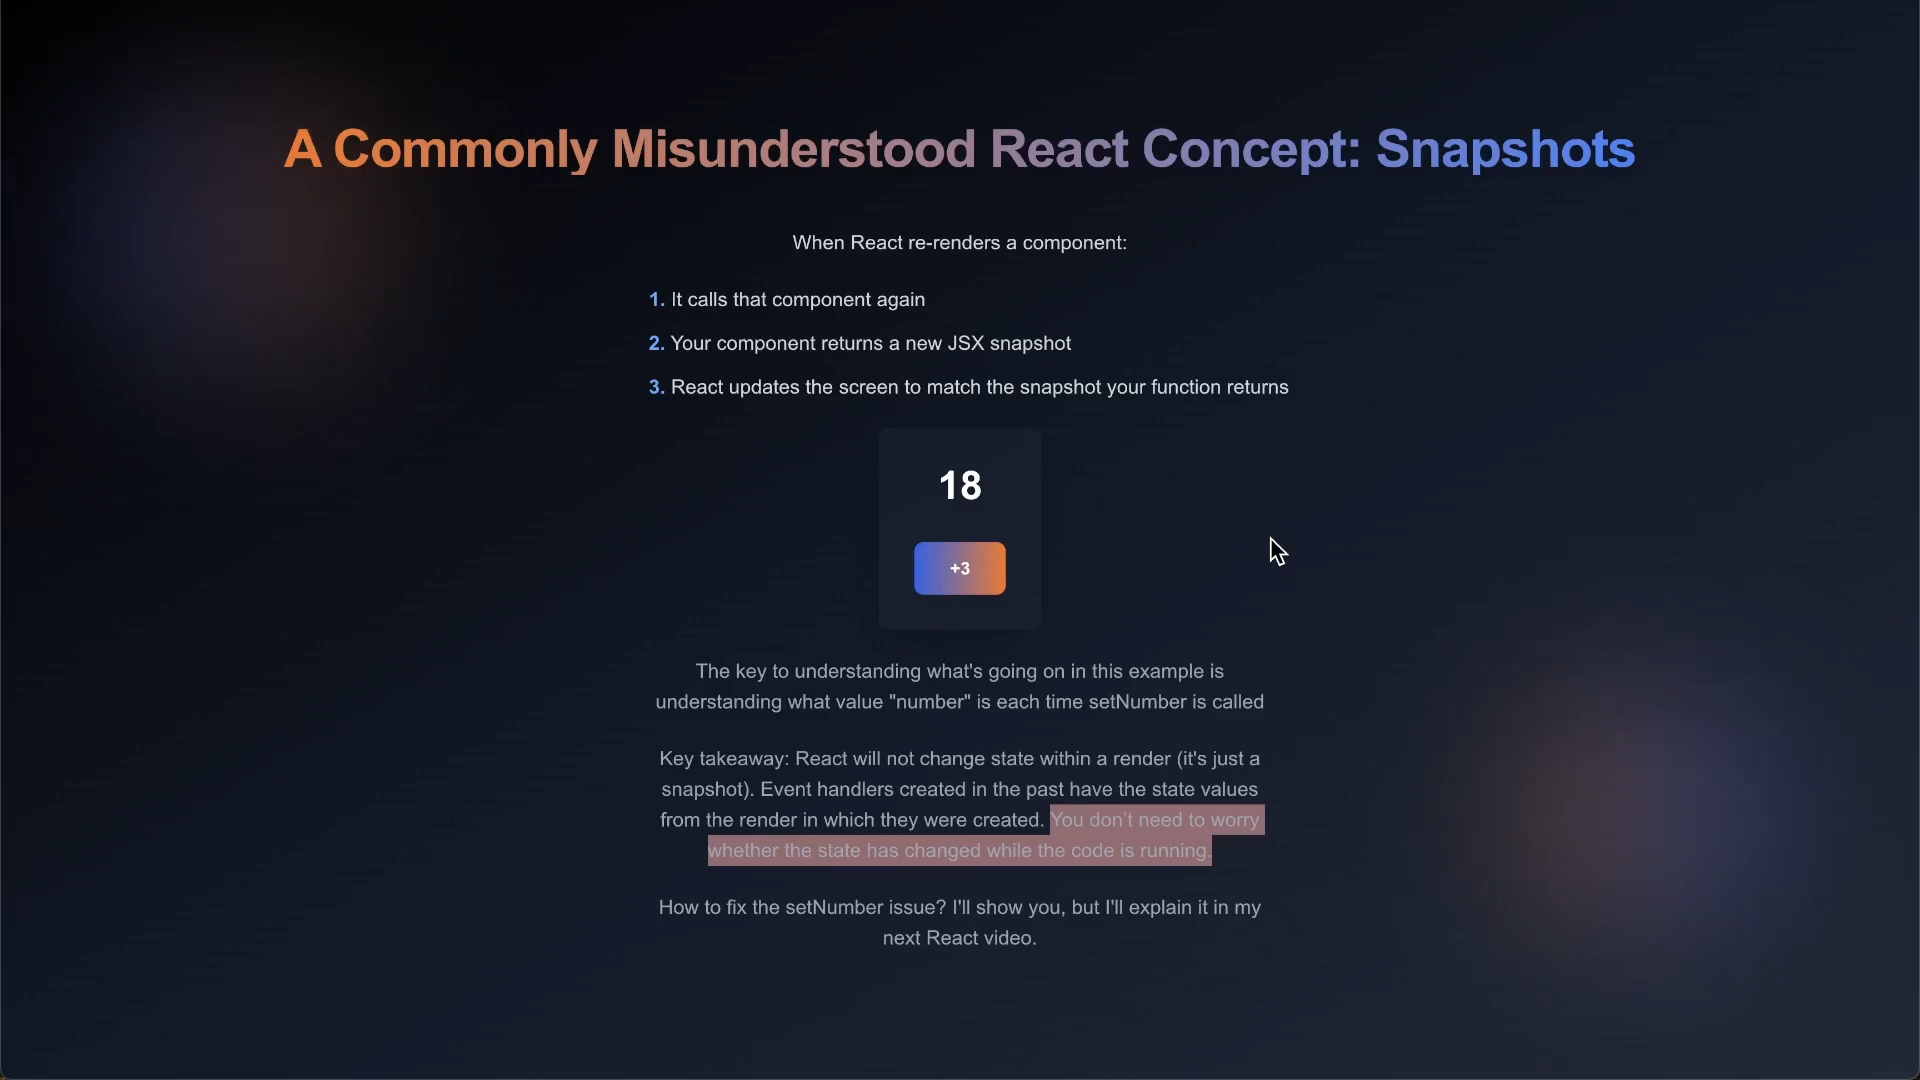 A Commonly Misunderstood React Concept: Snapshots
When React re-renders a component:
1. It calls that component again
2. Your component returns a new JSX snapshot
3. React updates the screen to match the snapshot your function returns
18
+3
The key to understanding what's going on in this example is
understanding what value "number" is each time setNumber is called
Key takeaway: React will not change state within a render (it's just a
snapshot). Event handlers created in the past have the state values
from the render in which they were created. You don't need to worry
whether the state has changed while the code is running.
How to fix the setNumber issue? I'll show you, but I'll explain it in my
next React video.